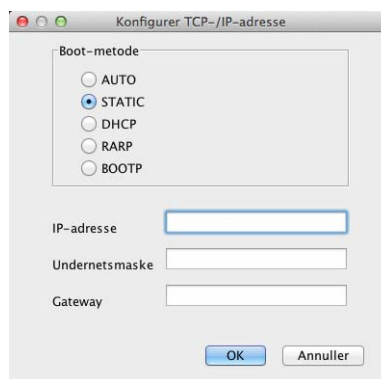 Konfigurer TCP-/IP-adresse
Boot-metode
AUTO
STATIC
DHCP
RARP
BOOTP
IP-adresse
Undernetsmaske
Gateway
OK Annuller